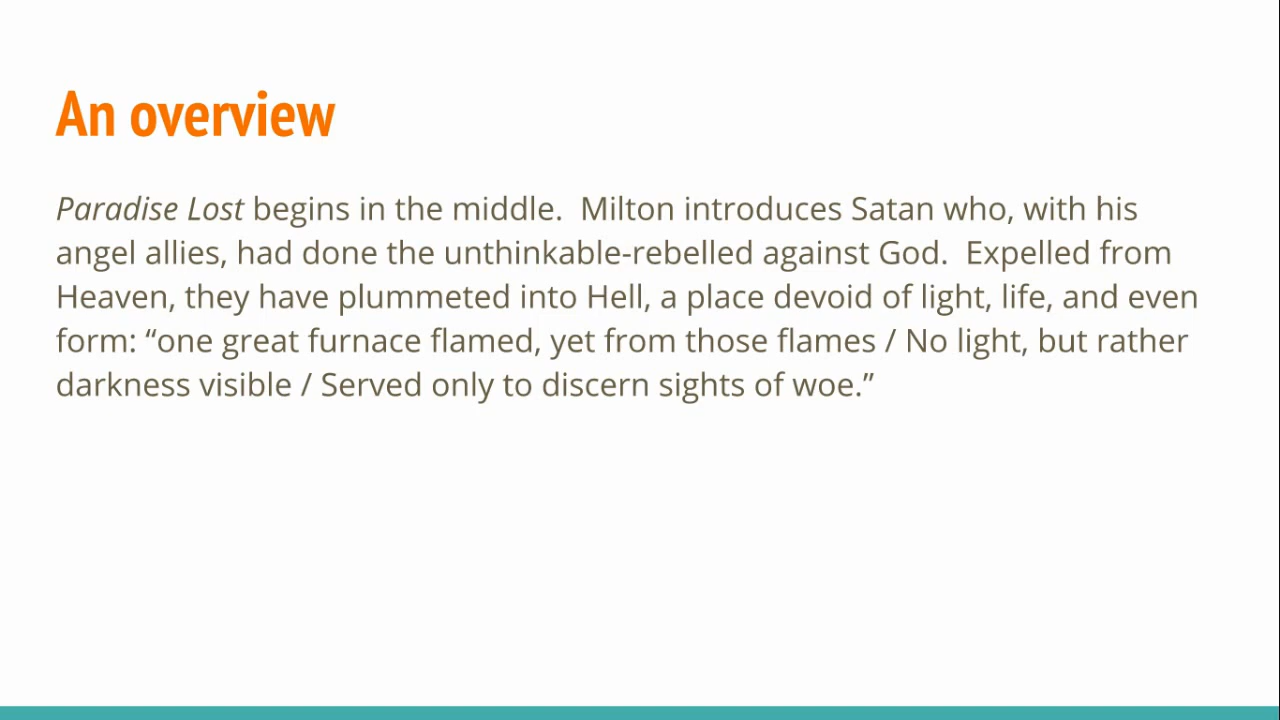 An overview
Paradise Lost begins in the middle.  Milton introduces Satan who, with his
angel allies, had done the unthinkable-rebelled against God.  Expelled from
Heaven, they have plummeted into Hell, a place devoid of light, life, and even
form: “one great furnace flamed, yet from those flames / No light, but rather
darkness visible / Served only to discern sights of woe.”